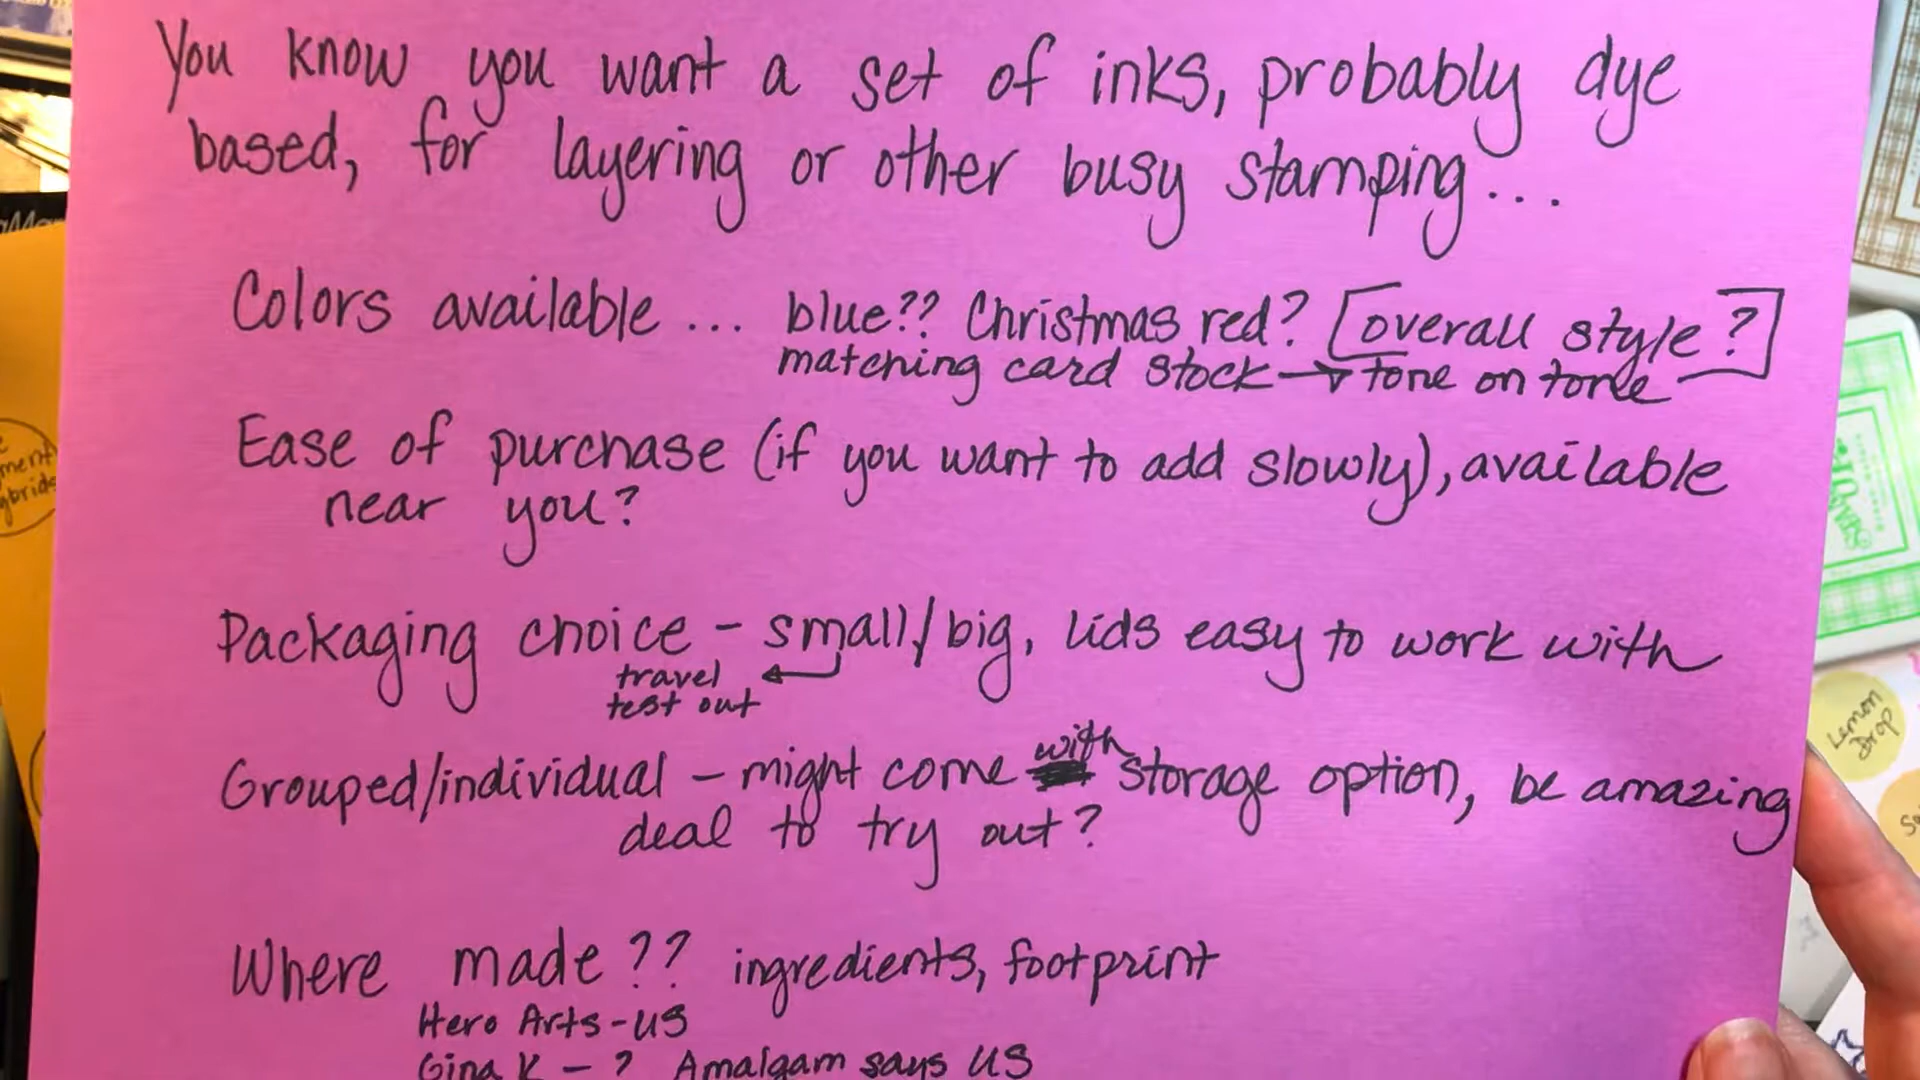 You know you want a set of inks, probably dye
based, for layering or other busy stamping...
Colors available ... blue?? Christmas red? [overall style?]
matching card stock → tone on tone
Ease of purchase (if you want to add slowly), available
near you?
Packaging choice - small/big, lids easy to work with
travel ←
test out
Grouped/individual - might come with storage option, be amazing
deal to try out?
Where made?? ingredients, footprint
Hero Arts - US
Gina K - ? Amalgam says US
Lemon
Drop